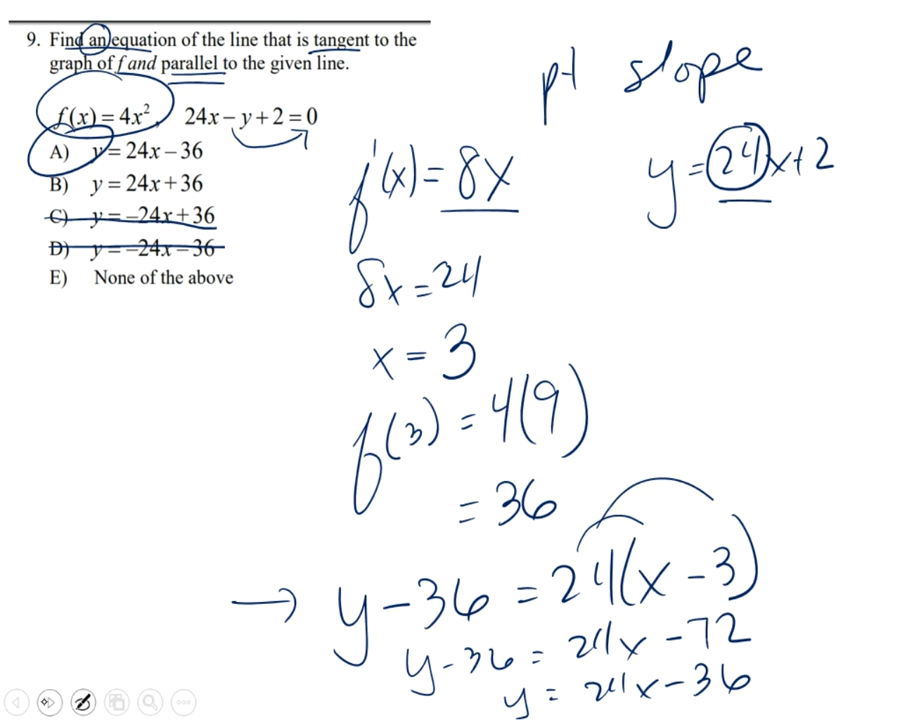 9. Find an equation of the line that is tangent to the
graph of f and parallel to the given line.
f(x) = 4x², 24x − y + 2 = 0
A) y = 24x − 36
B) y = 24x + 36
C) y = −24x + 36
D) y = −24x − 36
E) None of the above
pt slope
y = 24x + 2
f'(x) = 8x
8x = 24
x = 3
f(3) = 4(9)
= 36
→ y − 36 = 24(x − 3)
y − 36 = 24x − 72
y = 24x − 36